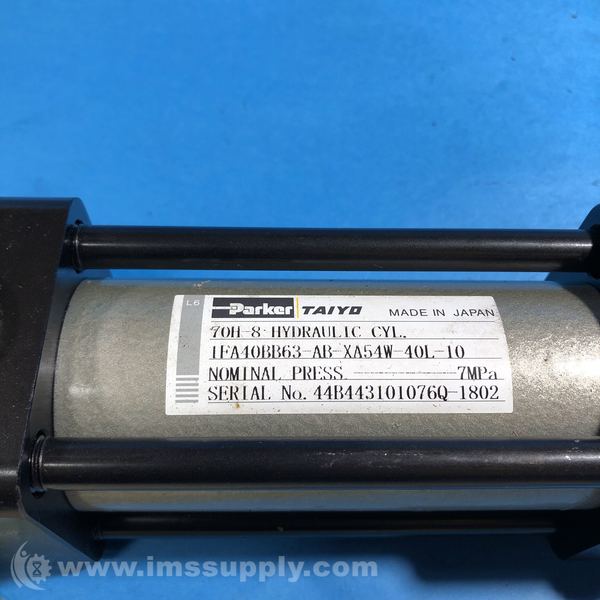 L6
Parker TAIYO MADE IN JAPAN
70H-8 HYDRAULIC CYL.
1FA40BB63-AB-XA54W-40L-10
NOMINAL PRESS. 7MPa
SERIAL No. 44B443101076Q-1802
www.imssupply.com